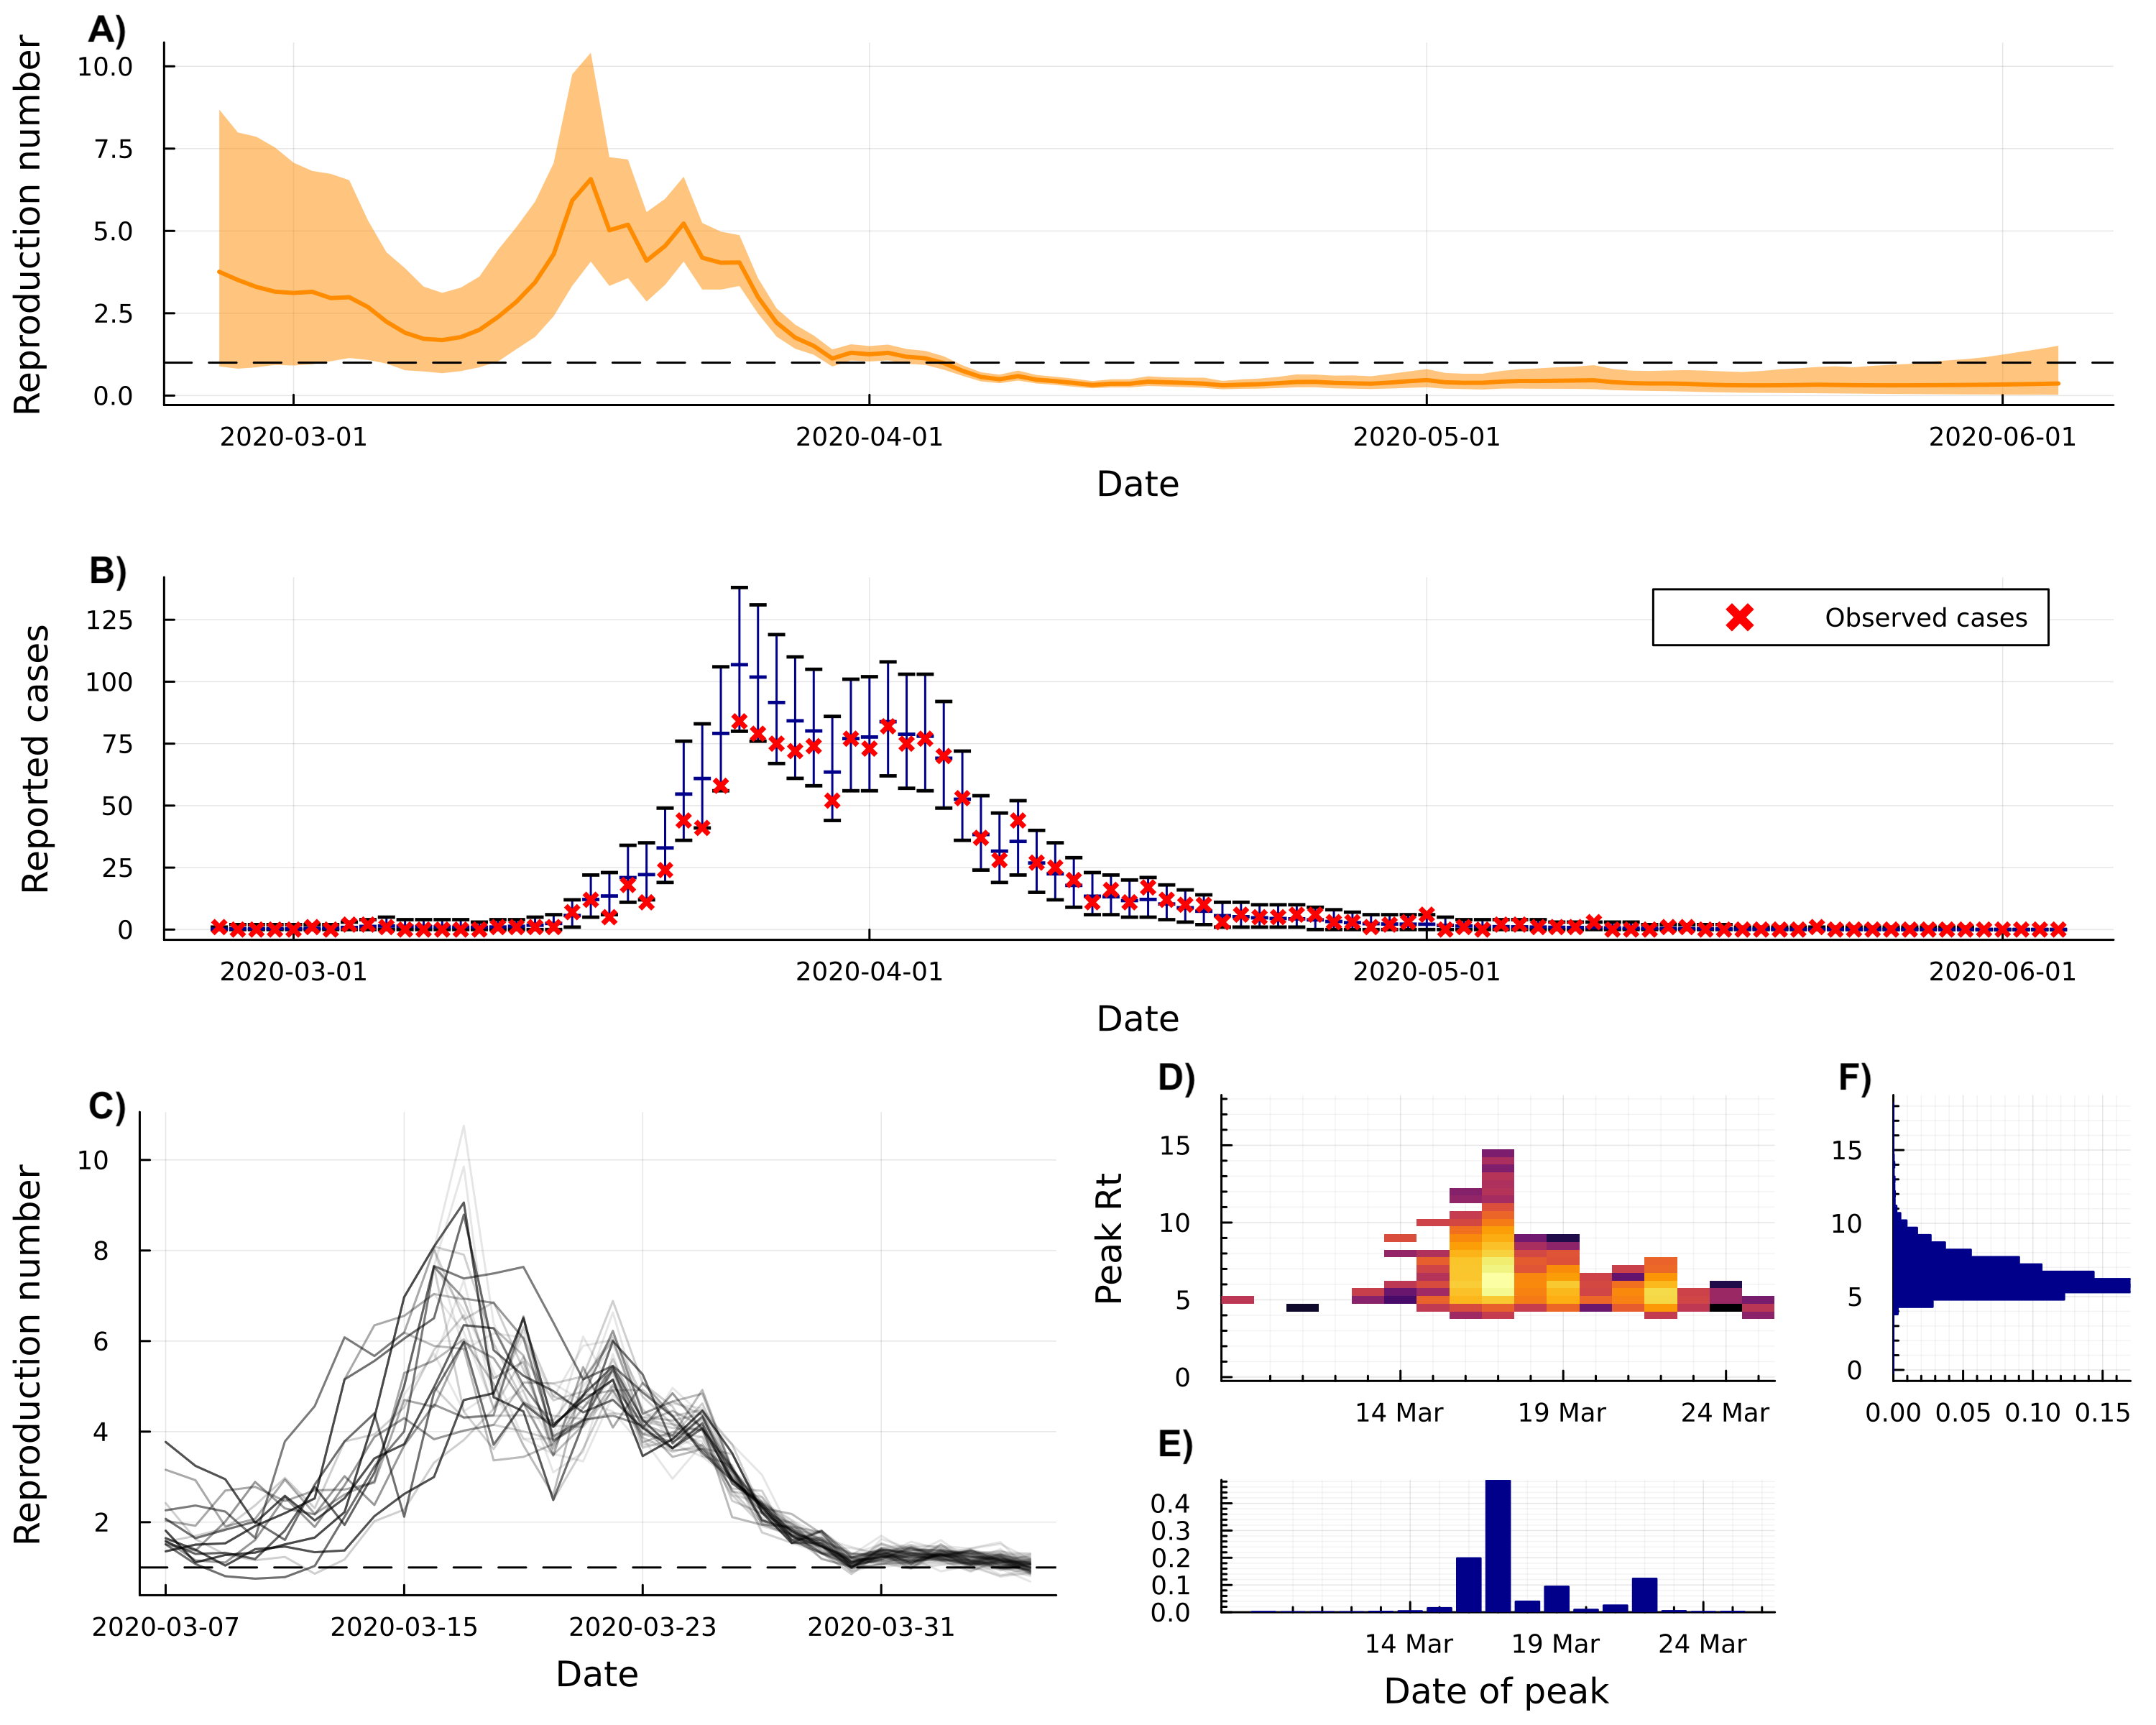 A)
Reproduction number
10.0
7.5
5.0
2.5
0.0
2020-03-01 2020-04-01 2020-05-01 2020-06-01
Date
B)
Reported cases
125
100
75
50
25
0
Observed cases
2020-03-01 2020-04-01 2020-05-01 2020-06-01
Date
C)
Reproduction number
10
8
6
4
2
2020-03-07 2020-03-15 2020-03-23 2020-03-31
Date
D)
Peak Rt
15
10
5
0
14 Mar 19 Mar 24 Mar
F)
15
10
5
0
0.00 0.05 0.10 0.15
E)
0.4
0.3
0.2
0.1
0.0
14 Mar 19 Mar 24 Mar
Date of peak